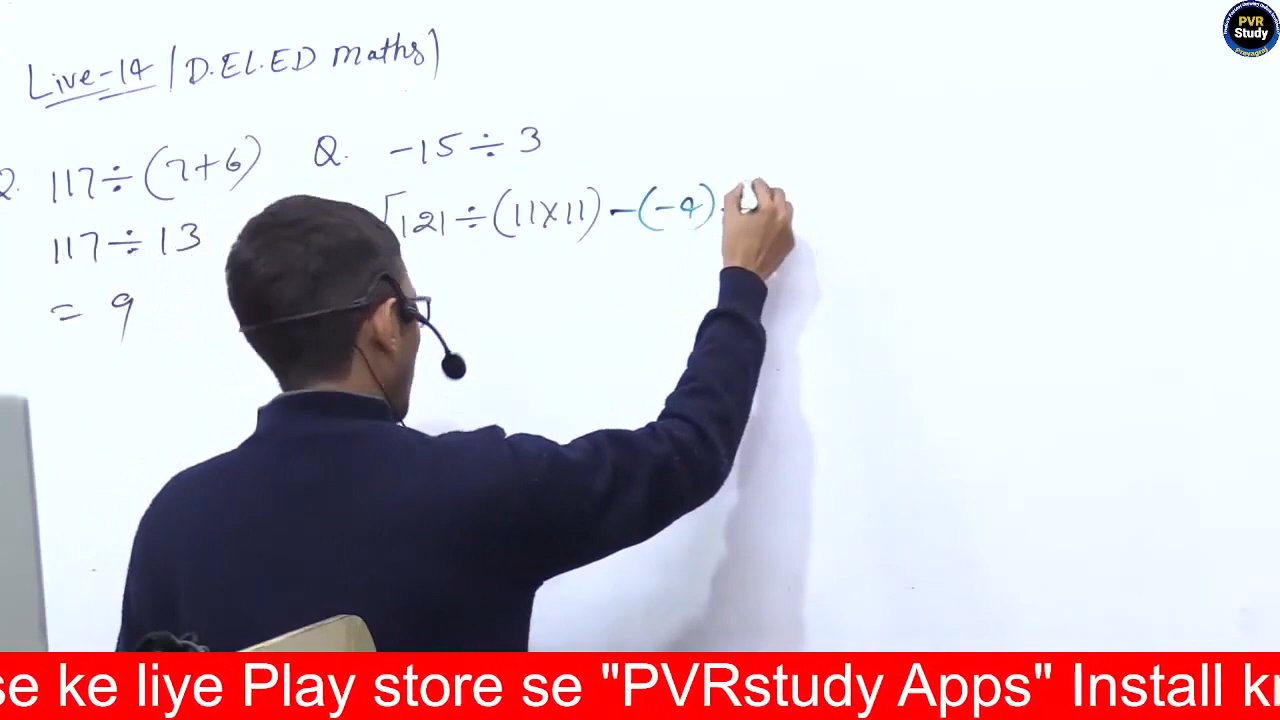 Live-14 / D.EL.ED Maths)
Q. 117 ÷ (7+6)
117 ÷ 13
= 9
Q. -15 ÷ 3
[121 ÷ (11×11) - (-4) -
PVR
Study
Prayagraj
se ke liye Play store se "PVRstudy Apps" Install k